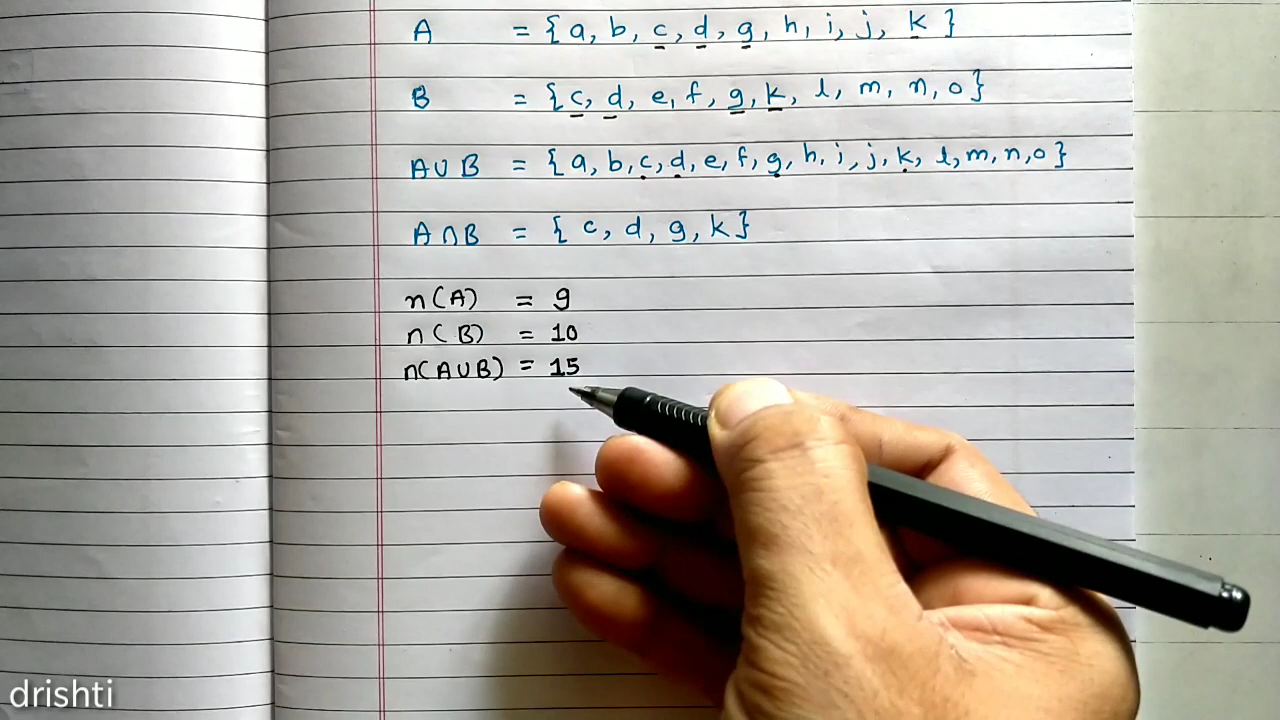 A = { a, b, c, d, g, h, i, j, k }
B = { c, d, e, f, g, k, l, m, n, o }
A∪B = { a, b, c, d, e, f, g, h, i, j, k, l, m, n, o }
A∩B = { c, d, g, k }
n(A) = 9
n(B) = 10
n(A∪B) = 15
drishti